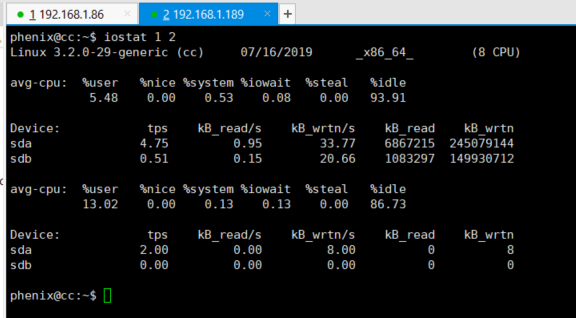 1 192.168.1.86 × 2 192.168.1.189 × +
phenix@cc:~$ iostat 1 2
Linux 3.2.0-29-generic (cc) 07/16/2019 _x86_64_ (8 CPU)
avg-cpu: %user %nice %system %iowait %steal %idle
5.48 0.00 0.53 0.08 0.00 93.91
Device: tps kB_read/s kB_wrtn/s kB_read kB_wrtn
sda 4.75 0.95 33.77 6867215 245079144
sdb 0.51 0.15 20.66 1083297 149930712
avg-cpu: %user %nice %system %iowait %steal %idle
13.02 0.00 0.13 0.13 0.00 86.73
Device: tps kB_read/s kB_wrtn/s kB_read kB_wrtn
sda 2.00 0.00 8.00 0 8
sdb 0.00 0.00 0.00 0 0
phenix@cc:~$